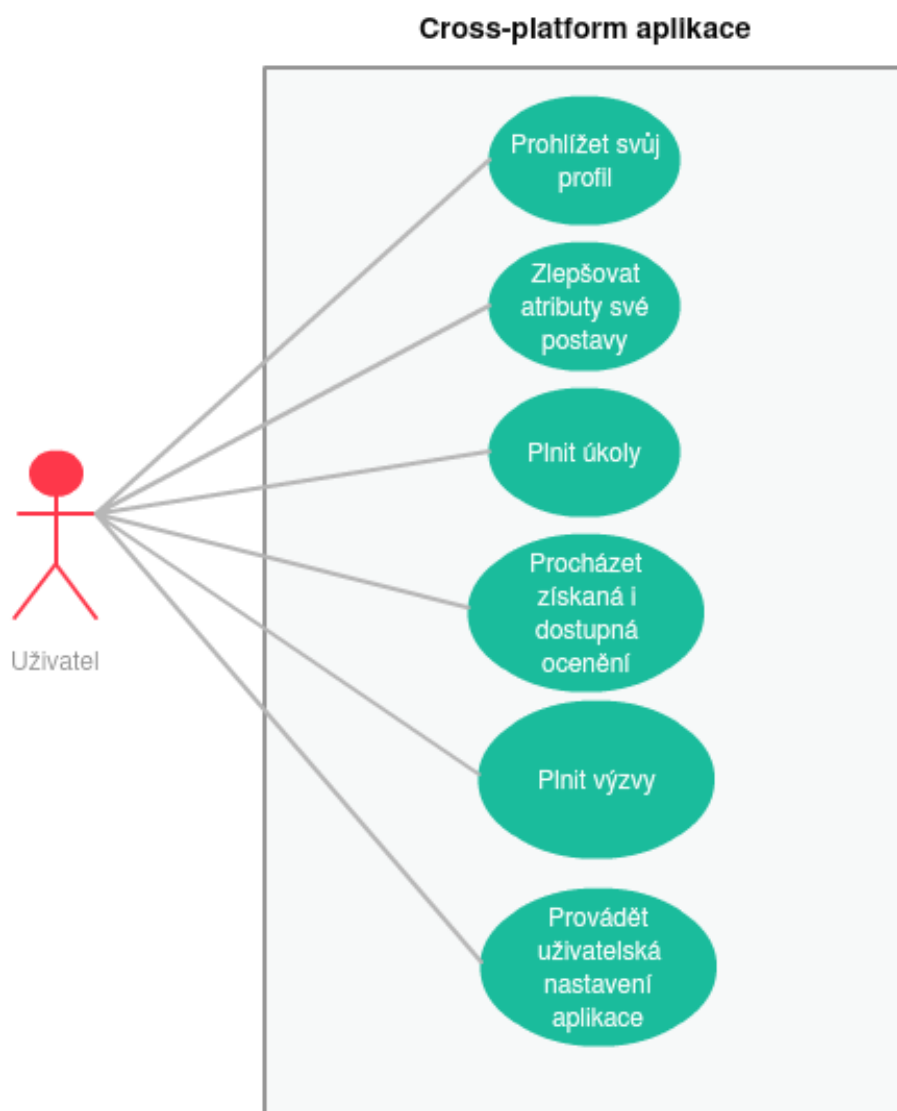 Cross-platform aplikace
Prohlížet svůj
profil
Zlepšovat
atributy své
postavy
Plnit úkoly
Procházet
získaná i
dostupná
ocenění
Uživatel
Plnit výzvy
Provádět
uživatelská
nastavení
aplikace